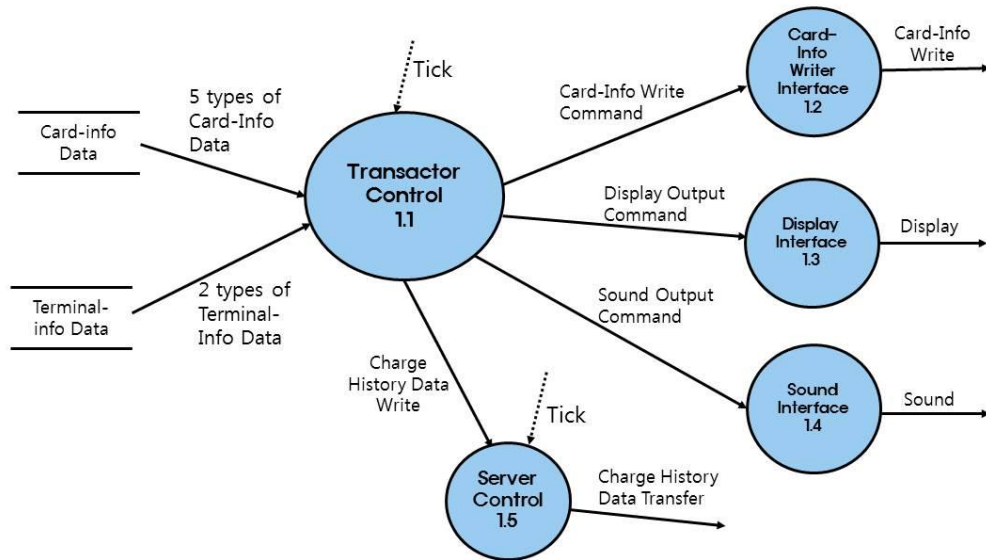 Card-info
Data
5 types of
Card-Info
Data
Terminal-
info Data
2 types of
Terminal-
Info Data
Tick
Transactor
Control
1.1
Card-Info Write
Command
Card-
Info
Writer
Interface
1.2
Card-Info
Write
Display Output
Command
Display
Interface
1.3
Display
Sound Output
Command
Sound
Interface
1.4
Sound
Charge
History Data
Write
Tick
Server
Control
1.5
Charge History
Data Transfer